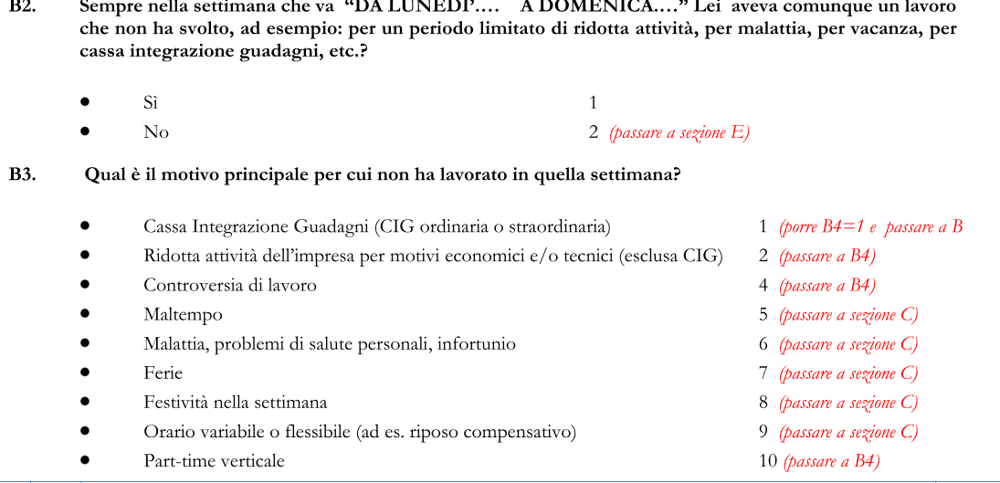 B2. Sempre nella settimana che va “DA LUNEDI’…. A DOMENICA….” Lei aveva comunque un lavoro
che non ha svolto, ad esempio: per un periodo limitato di ridotta attività, per malattia, per vacanza, per
cassa integrazione guadagni, etc.?
• Sì 1
• No 2 (passare a sezione E)
B3. Qual è il motivo principale per cui non ha lavorato in quella settimana?
• Cassa Integrazione Guadagni (CIG ordinaria o straordinaria) 1 (porre B4=1 e passare a B
• Ridotta attività dell’impresa per motivi economici e/o tecnici (esclusa CIG) 2 (passare a B4)
• Controversia di lavoro 4 (passare a B4)
• Maltempo 5 (passare a sezione C)
• Malattia, problemi di salute personali, infortunio 6 (passare a sezione C)
• Ferie 7 (passare a sezione C)
• Festività nella settimana 8 (passare a sezione C)
• Orario variabile o flessibile (ad es. riposo compensativo) 9 (passare a sezione C)
• Part-time verticale 10 (passare a B4)